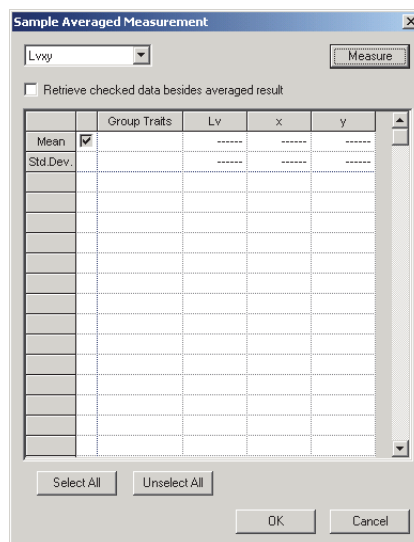 Sample Averaged Measurement
Lvxy
Measure
Retrieve checked data besides averaged result
Group Traits Lv x y
Mean ------ ------ ------
Std.Dev. ------ ------ ------
Select All Unselect All
OK Cancel